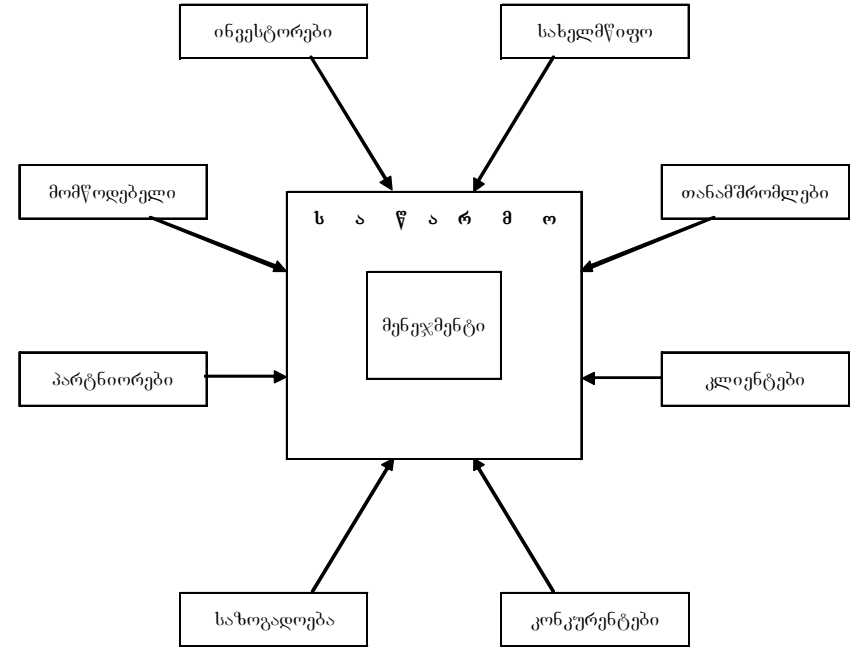 ინვესტორები
სახელმწიფო
მომწოდებელი
თანამშრომლები
ს ა წ ა რ მ ო
მენეჯმენტი
პარტნიორები
კლიენტები
საზოგადოება
კონკურენტები